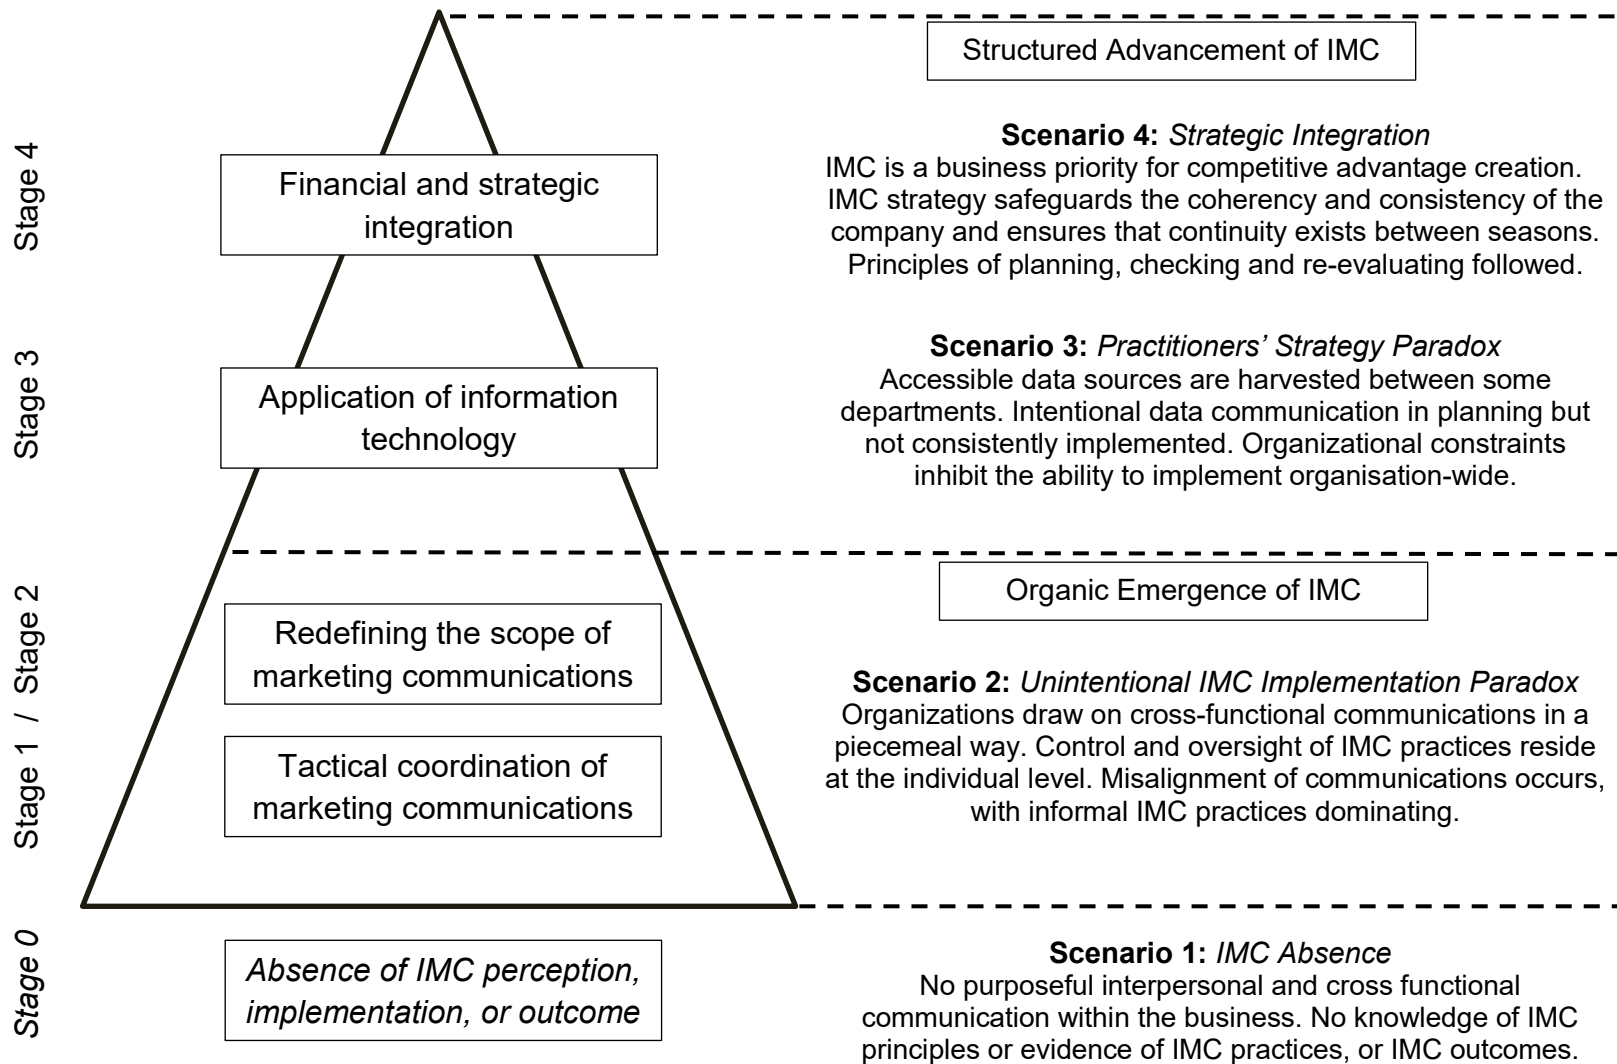 Structured Advancement of IMC
Stage 4
Financial and strategic
integration
Scenario 4: Strategic Integration
IMC is a business priority for competitive advantage creation.
IMC strategy safeguards the coherency and consistency of the
company and ensures that continuity exists between seasons.
Principles of planning, checking and re-evaluating followed.
Stage 3
Application of information
technology
Scenario 3: Practitioners' Strategy Paradox
Accessible data sources are harvested between some
departments. Intentional data communication in planning but
not consistently implemented. Organizational constraints
inhibit the ability to implement organisation-wide.
Organic Emergence of IMC
Stage 1 / Stage 2
Redefining the scope of
marketing communications
Tactical coordination of
marketing communications
Scenario 2: Unintentional IMC Implementation Paradox
Organizations draw on cross-functional communications in a
piecemeal way. Control and oversight of IMC practices reside
at the individual level. Misalignment of communications occurs,
with informal IMC practices dominating.
Stage 0
Absence of IMC perception,
implementation, or outcome
Scenario 1: IMC Absence
No purposeful interpersonal and cross functional
communication within the business. No knowledge of IMC
principles or evidence of IMC practices, or IMC outcomes.